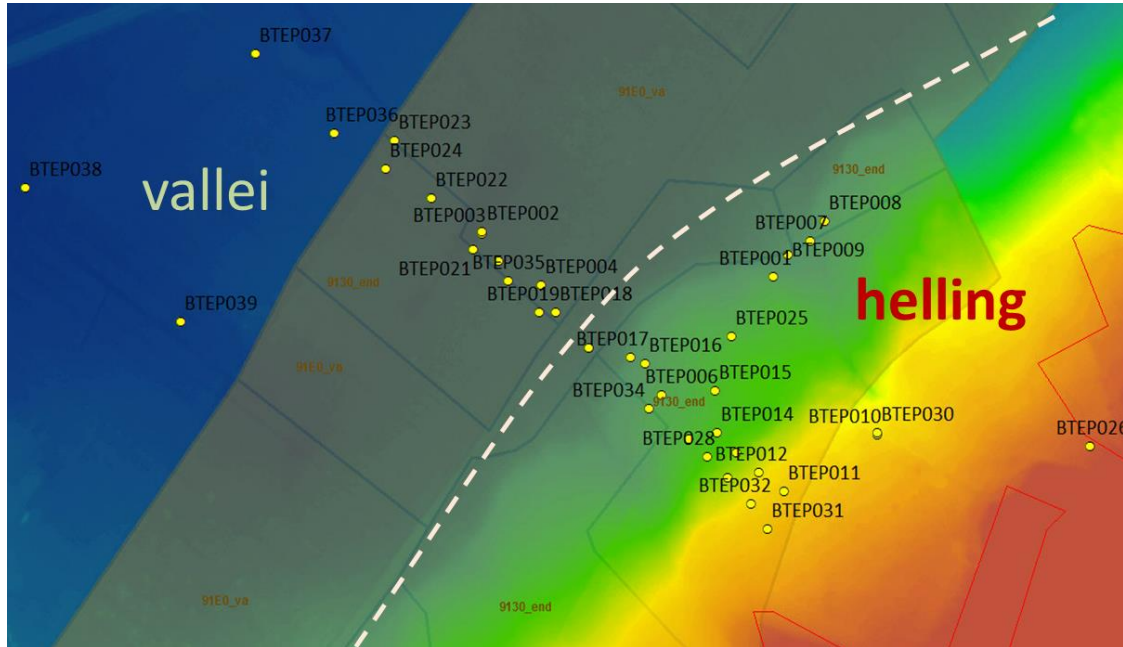 BTEP037
91E0_va
BTEP036
BTEP023
BTEP024
BTEP038
vallei
BTEP022
9130_end
BTEP008
BTEP003
BTEP002
BTEP007
BTEP009
BTEP021
BTEP035
BTEP004
BTEP001
9130_end
BTEP019
BTEP018
helling
BTEP039
BTEP025
BTEP017
BTEP016
91E0_va
BTEP034
BTEP006
BTEP015
9130_end
BTEP014
BTEP010
BTEP030
BTEP026
BTEP028
BTEP012
BTEP011
BTEP032
BTEP031
91E0_va
9130_end